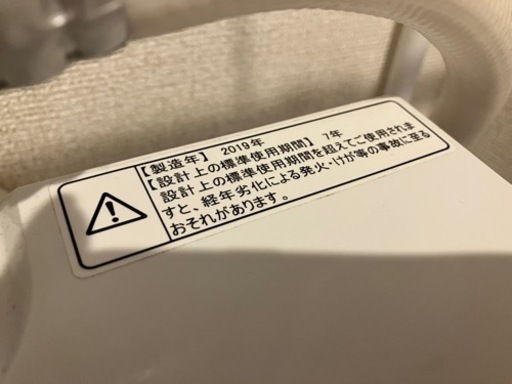 【製造年】 2019年
【設計上の標準使用期間】 7年
設計上の標準使用期間を超えてご使用されま
すと、経年劣化による発火・けが等の事故に至る
おそれがあります。